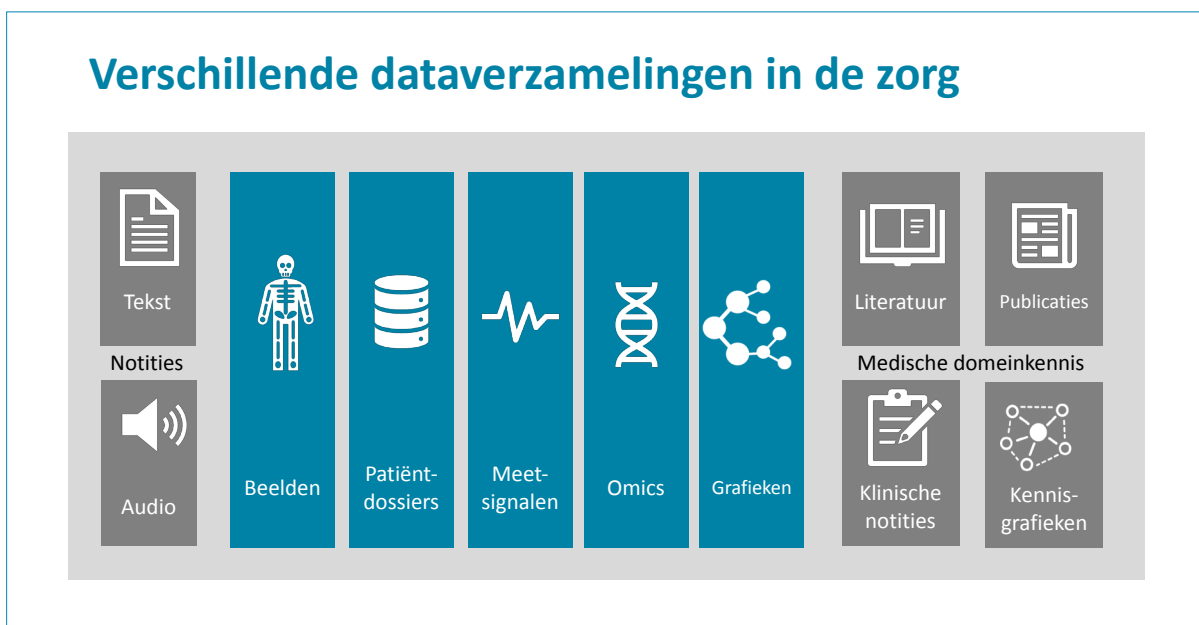 Verschillende dataverzamelingen in de zorg
Tekst
Notities
Audio
Beelden
Patiënt-
dossiers
Meet-
signalen
Omics
Grafieken
Literatuur
Publicaties
Medische domeinkennis
Klinische
notities
Kennis-
grafieken